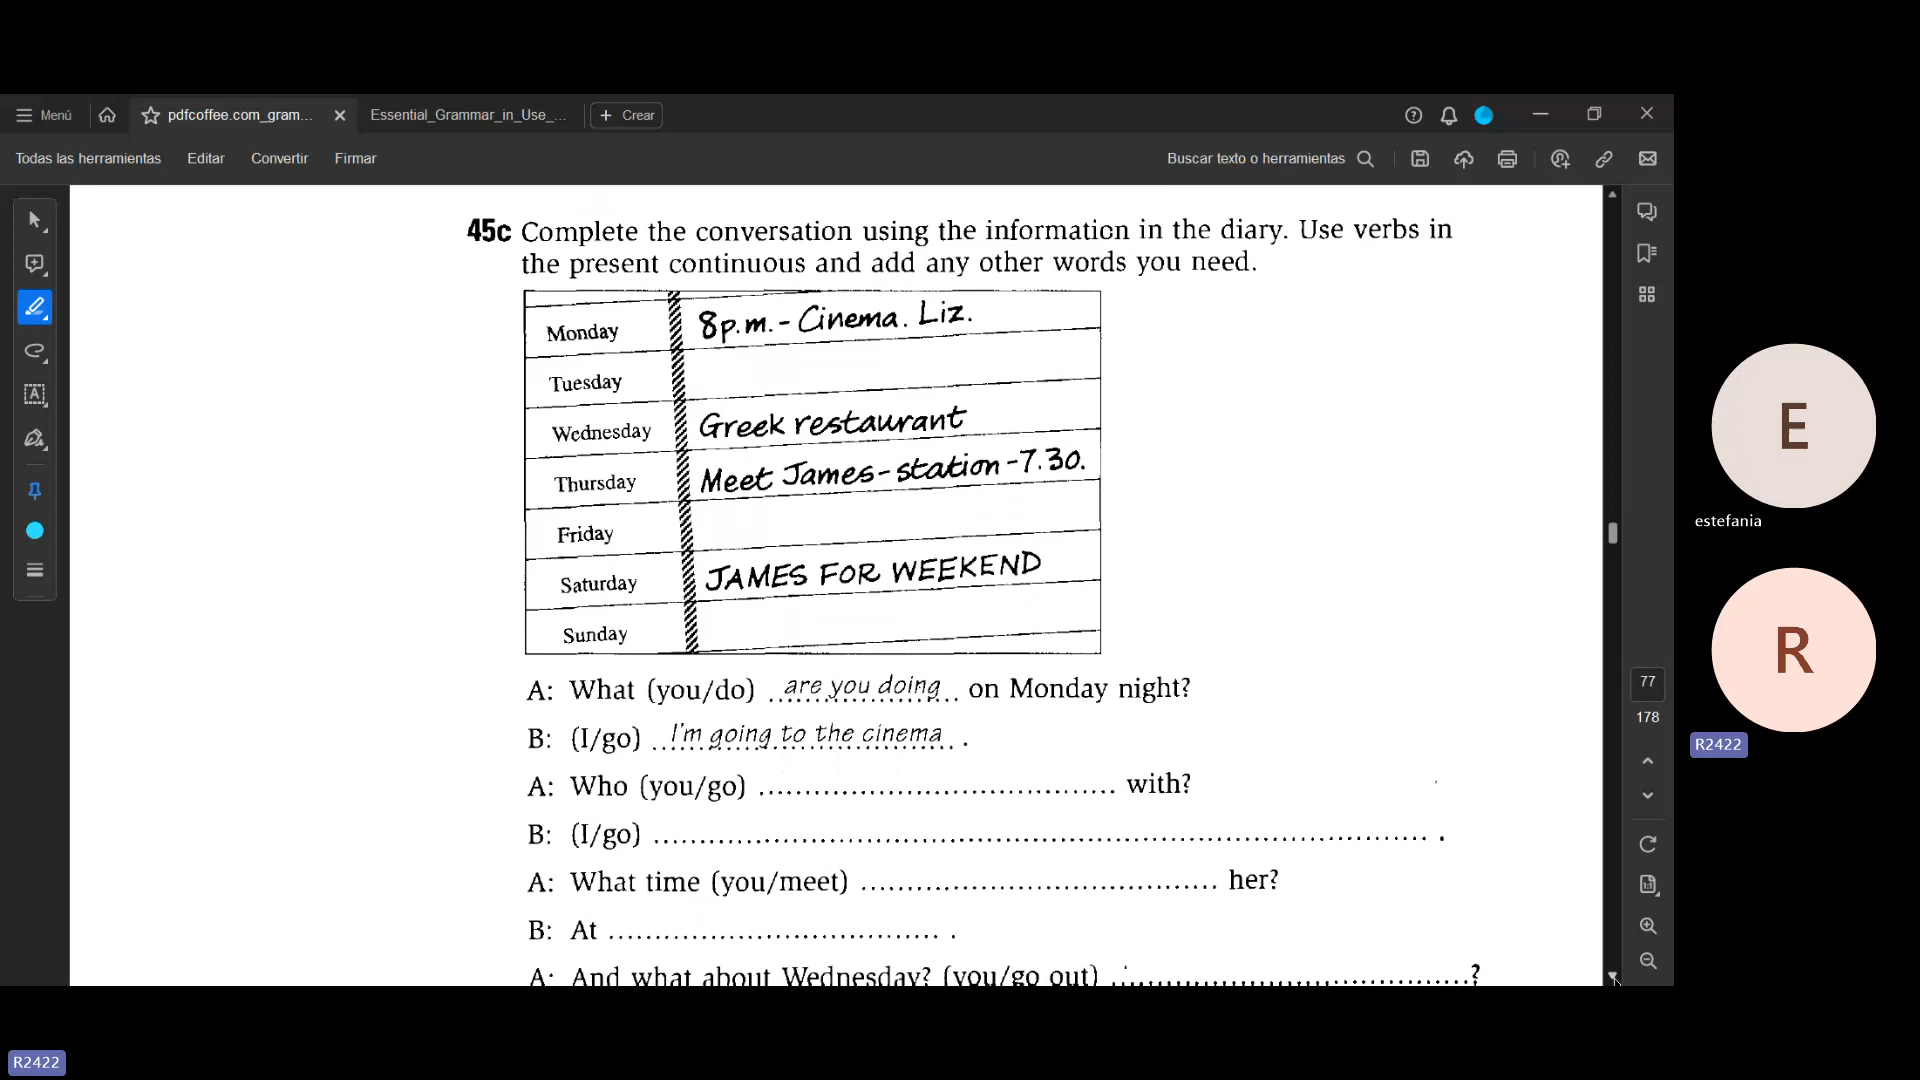 Menú
pdfcoffee.com_gram...
Essential_Grammar_in_Use_...
Crear
Todas las herramientas
Editar
Convertir
Firmar
Buscar texto o herramientas
45c Complete the conversation using the information in the diary. Use verbs in
the present continuous and add any other words you need.
Monday 8p.m.- Cinema. Liz.
Tuesday
Wednesday Greek restaurant
Thursday Meet James - station - 7.30.
Friday
Saturday JAMES FOR WEEKEND
Sunday
A: What (you/do) ...are you doing... on Monday night?
B: (I/go) ...I'm going to the cinema... .
A: Who (you/go) .................................... with?
B: (I/go) ............................................................................... .
A: What time (you/meet) .................................... her?
B: At .................................. .
A: And what about Wednesday? (you/go out) ....................................?
77
178
E
estefania
R
R2422
R2422